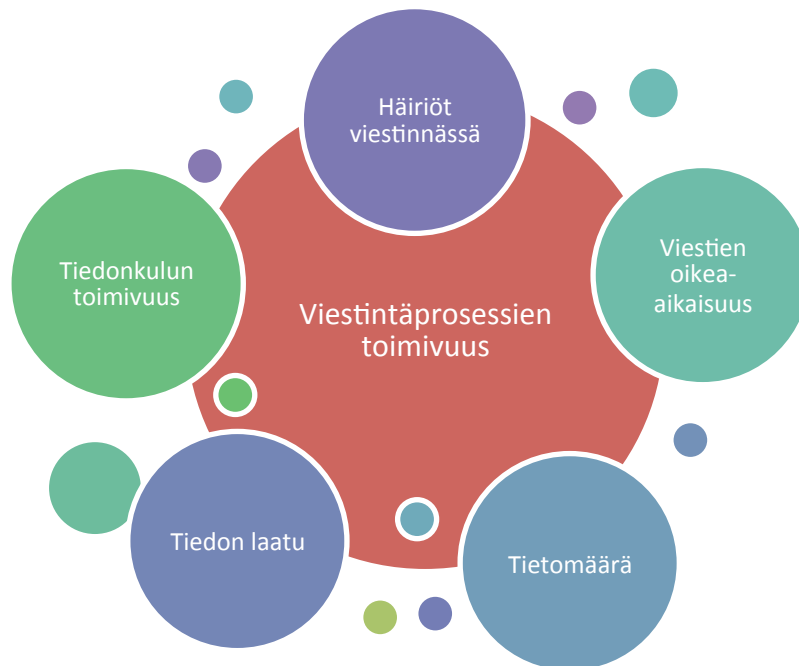 Häiriöt
viestinnässä
Viestien
oikea-
aikaisuus
Tiedonkulun
toimivuus
Viestintäprosessien
toimivuus
Tiedon laatu
Tietomäärä